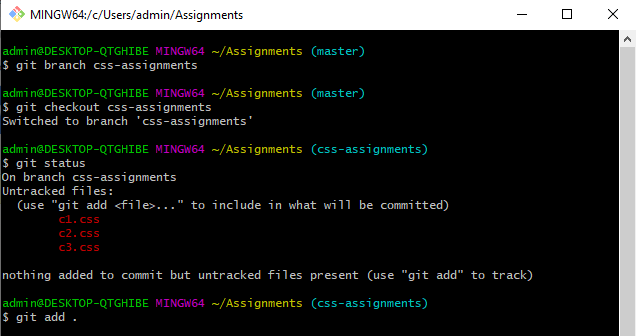 MINGW64:/c/Users/admin/Assignments
admin@DESKTOP-QTGHIBE MINGW64 ~/Assignments (master)
$ git branch css-assignments
admin@DESKTOP-QTGHIBE MINGW64 ~/Assignments (master)
$ git checkout css-assignments
Switched to branch 'css-assignments'
admin@DESKTOP-QTGHIBE MINGW64 ~/Assignments (css-assignments)
$ git status
On branch css-assignments
Untracked files:
  (use "git add <file>..." to include in what will be committed)
        c1.css
        c2.css
        c3.css
nothing added to commit but untracked files present (use "git add" to track)
admin@DESKTOP-QTGHIBE MINGW64 ~/Assignments (css-assignments)
$ git add .